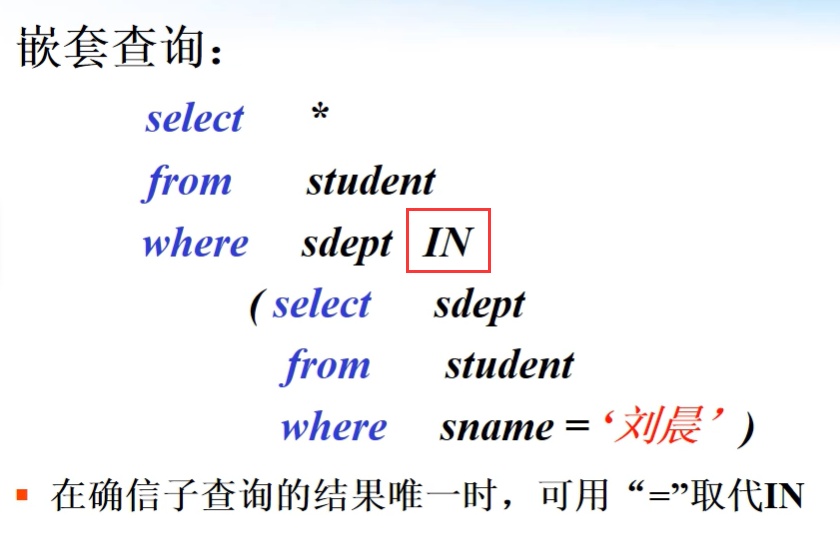 嵌套查询：
select *
from student
where sdept IN
( select sdept
from student
where sname = ‘刘晨’ )
▪ 在确信子查询的结果唯一时，可用“=”取代IN